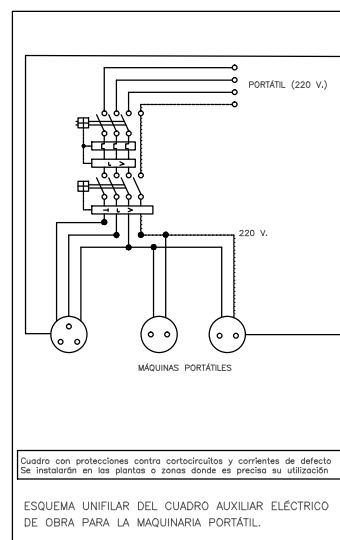 PORTÁTIL (220 V.)
220 V.
MÁQUINAS PORTÁTILES
Cuadro con protecciones contra cortocircuitos y corrientes de defecto
Se instalarán en las plantas o zonas donde es precisa su utilización
ESQUEMA UNIFILAR DEL CUADRO AUXILIAR ELÉCTRICO
DE OBRA PARA LA MAQUINARIA PORTÁTIL.